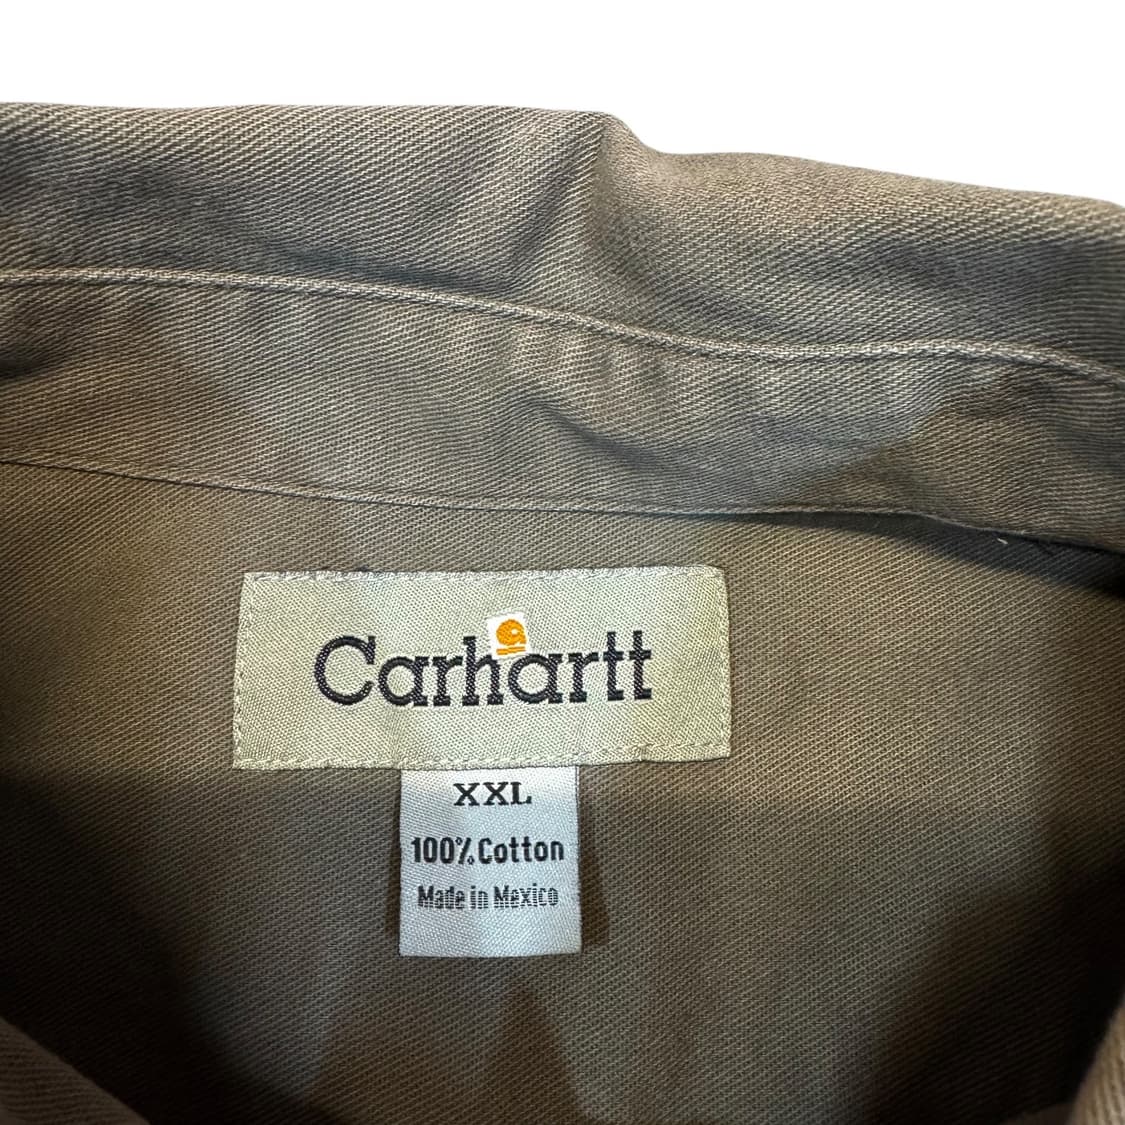 Carhartt
XXL
100% Cotton
Made in Mexico